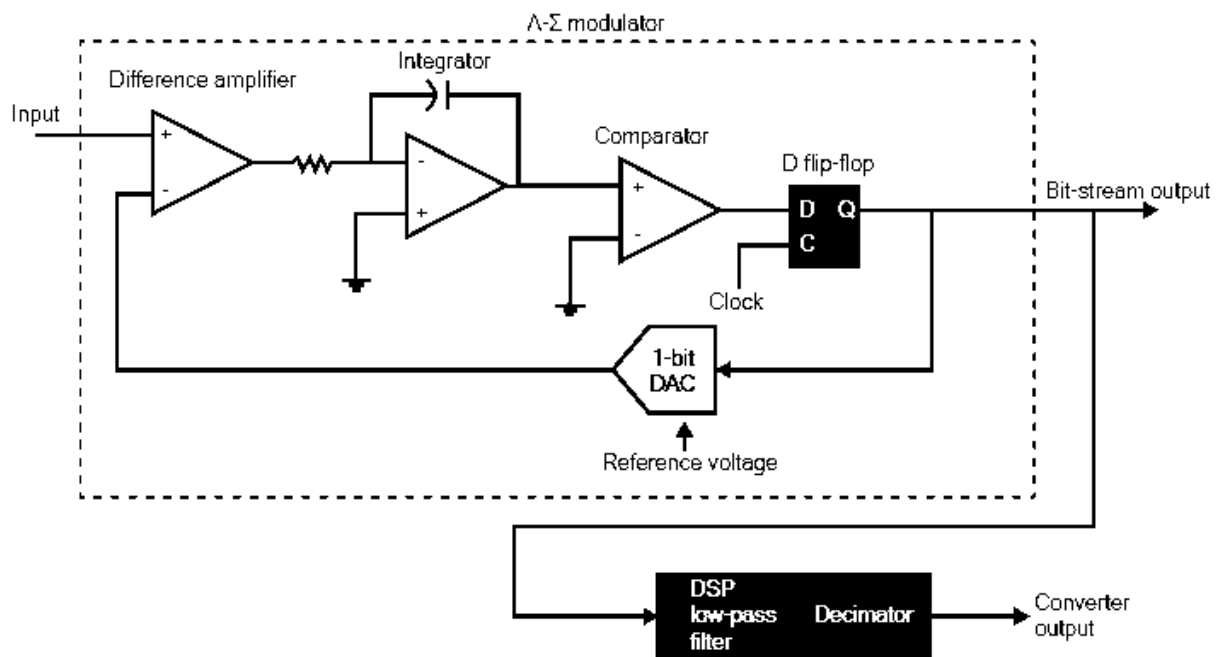 Δ-Σ modulator
Integrator
Difference amplifier
Input
Comparator
D flip-flop
Bit-stream output
+
-
-
+
+
-
D Q
C
Clock
1-bit
DAC
Reference voltage
DSP
low-pass
filter
Decimator
Converter
output